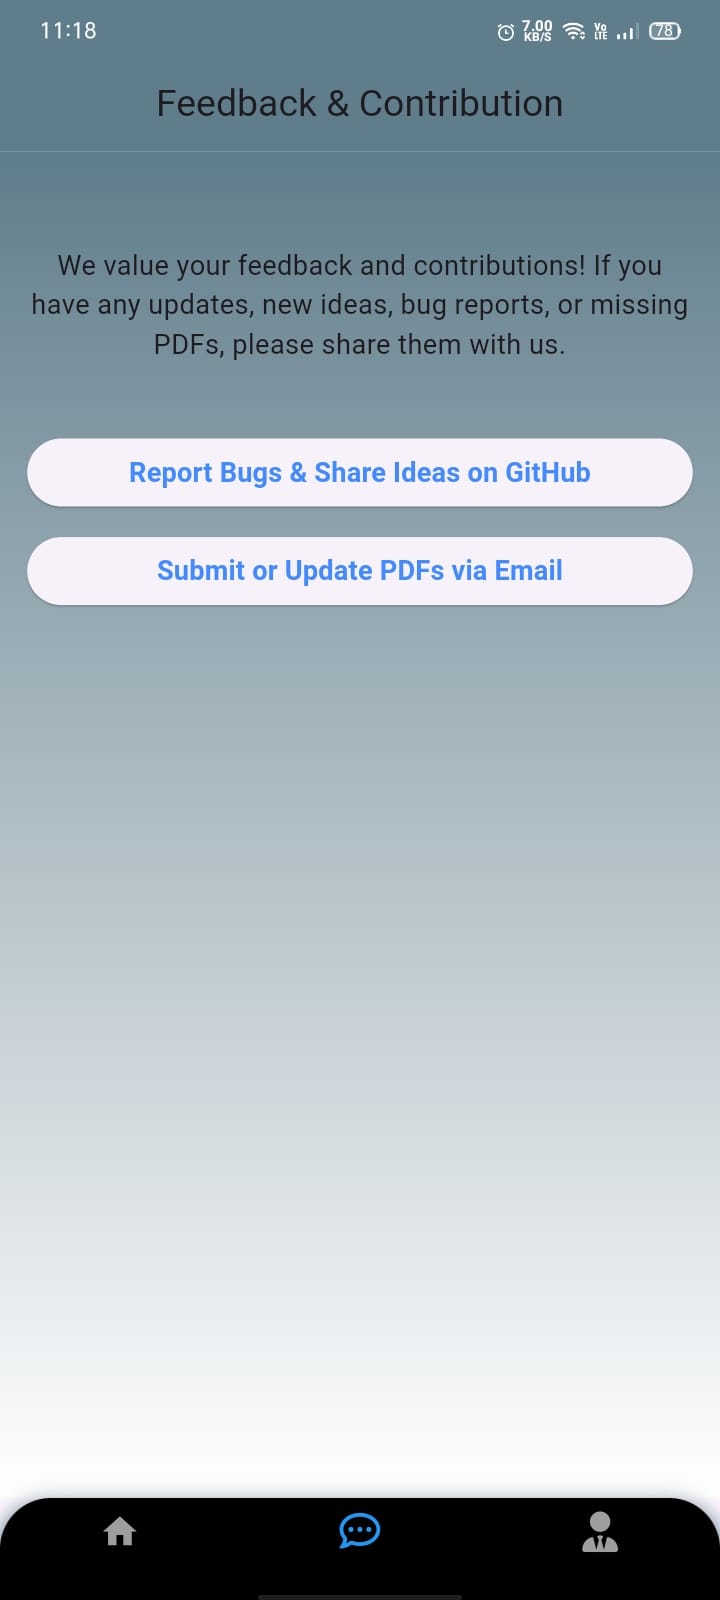 11:18
7.00
KB/S
Vo
LTE
78
Feedback & Contribution
We value your feedback and contributions! If you
have any updates, new ideas, bug reports, or missing
PDFs, please share them with us.
Report Bugs & Share Ideas on GitHub
Submit or Update PDFs via Email